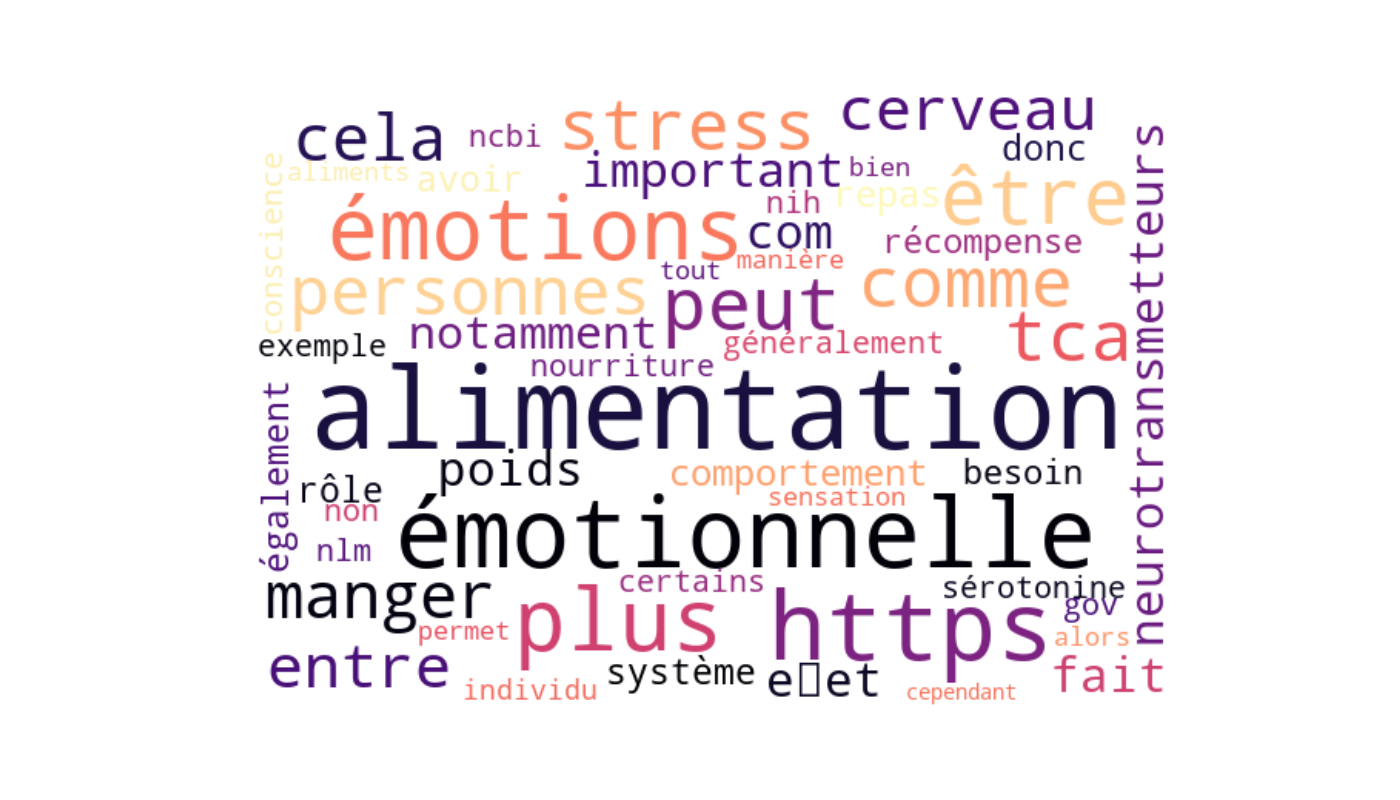 cerveau
stress
cela
ncbi
donc
important
bien
aliments
avoir
repas
être
nih
émotions
com
récompense
manière
tout
conscience
personnes
peut
comme
neurotransmetteurs
notamment
généralement
tca
exemple
nourriture
alimentation
également
poids
comportement
besoin
rôle
sensation
non
émotionnelle
nlm
manger
certains
sérotonine
gov
plus
https
permet
alors
entre
système
e▯et
fait
individu
cependant